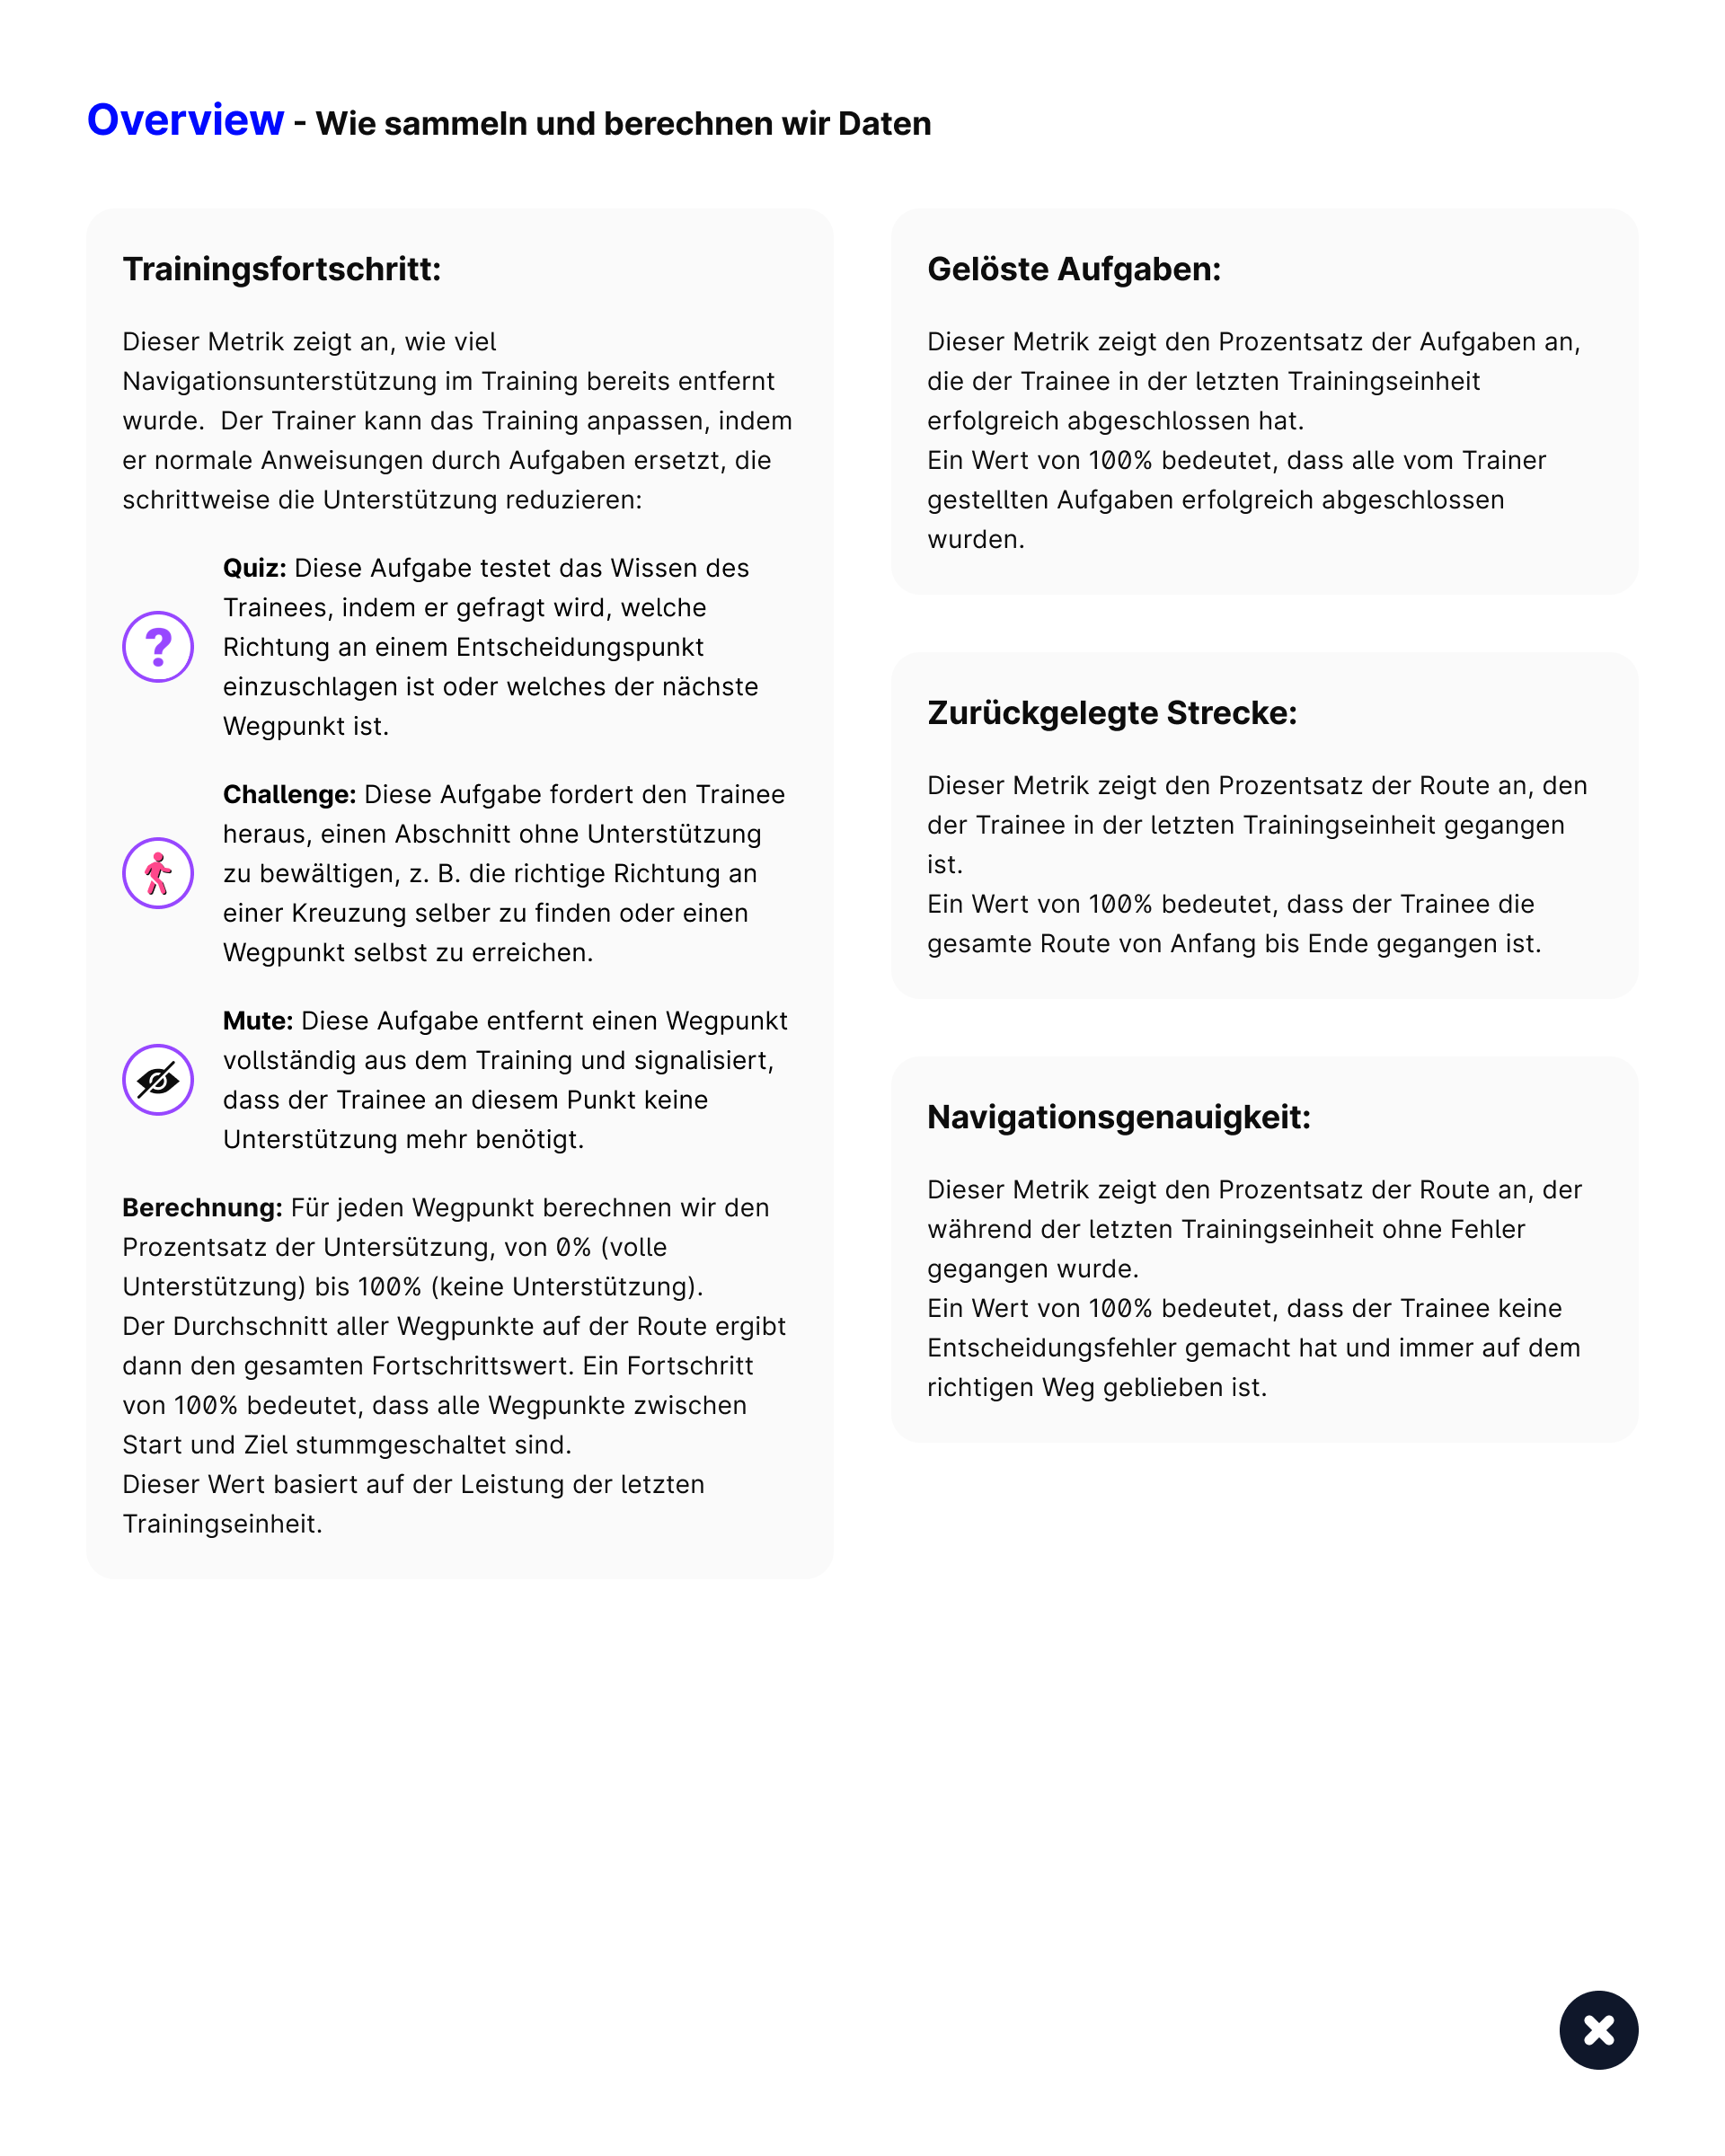 Overview - Wie sammeln und berechnen wir Daten
Trainingsfortschritt:
Dieser Metrik zeigt an, wie viel
Navigationsunterstützung im Training bereits entfernt
wurde.  Der Trainer kann das Training anpassen, indem
er normale Anweisungen durch Aufgaben ersetzt, die
schrittweise die Unterstützung reduzieren:
Quiz: Diese Aufgabe testet das Wissen des
Trainees, indem er gefragt wird, welche
Richtung an einem Entscheidungspunkt
einzuschlagen ist oder welches der nächste
Wegpunkt ist.
Challenge: Diese Aufgabe fordert den Trainee
heraus, einen Abschnitt ohne Unterstützung
zu bewältigen, z. B. die richtige Richtung an
einer Kreuzung selber zu finden oder einen
Wegpunkt selbst zu erreichen.
Mute: Diese Aufgabe entfernt einen Wegpunkt
vollständig aus dem Training und signalisiert,
dass der Trainee an diesem Punkt keine
Unterstützung mehr benötigt.
Berechnung: Für jeden Wegpunkt berechnen wir den
Prozentsatz der Untersützung, von 0% (volle
Unterstützung) bis 100% (keine Unterstützung).
Der Durchschnitt aller Wegpunkte auf der Route ergibt
dann den gesamten Fortschrittswert. Ein Fortschritt
von 100% bedeutet, dass alle Wegpunkte zwischen
Start und Ziel stummgeschaltet sind.
Dieser Wert basiert auf der Leistung der letzten
Trainingseinheit.
Gelöste Aufgaben:
Dieser Metrik zeigt den Prozentsatz der Aufgaben an,
die der Trainee in der letzten Trainingseinheit
erfolgreich abgeschlossen hat.
Ein Wert von 100% bedeutet, dass alle vom Trainer
gestellten Aufgaben erfolgreich abgeschlossen
wurden.
Zurückgelegte Strecke:
Dieser Metrik zeigt den Prozentsatz der Route an, den
der Trainee in der letzten Trainingseinheit gegangen
ist.
Ein Wert von 100% bedeutet, dass der Trainee die
gesamte Route von Anfang bis Ende gegangen ist.
Navigationsgenauigkeit:
Dieser Metrik zeigt den Prozentsatz der Route an, der
während der letzten Trainingseinheit ohne Fehler
gegangen wurde.
Ein Wert von 100% bedeutet, dass der Trainee keine
Entscheidungsfehler gemacht hat und immer auf dem
richtigen Weg geblieben ist.